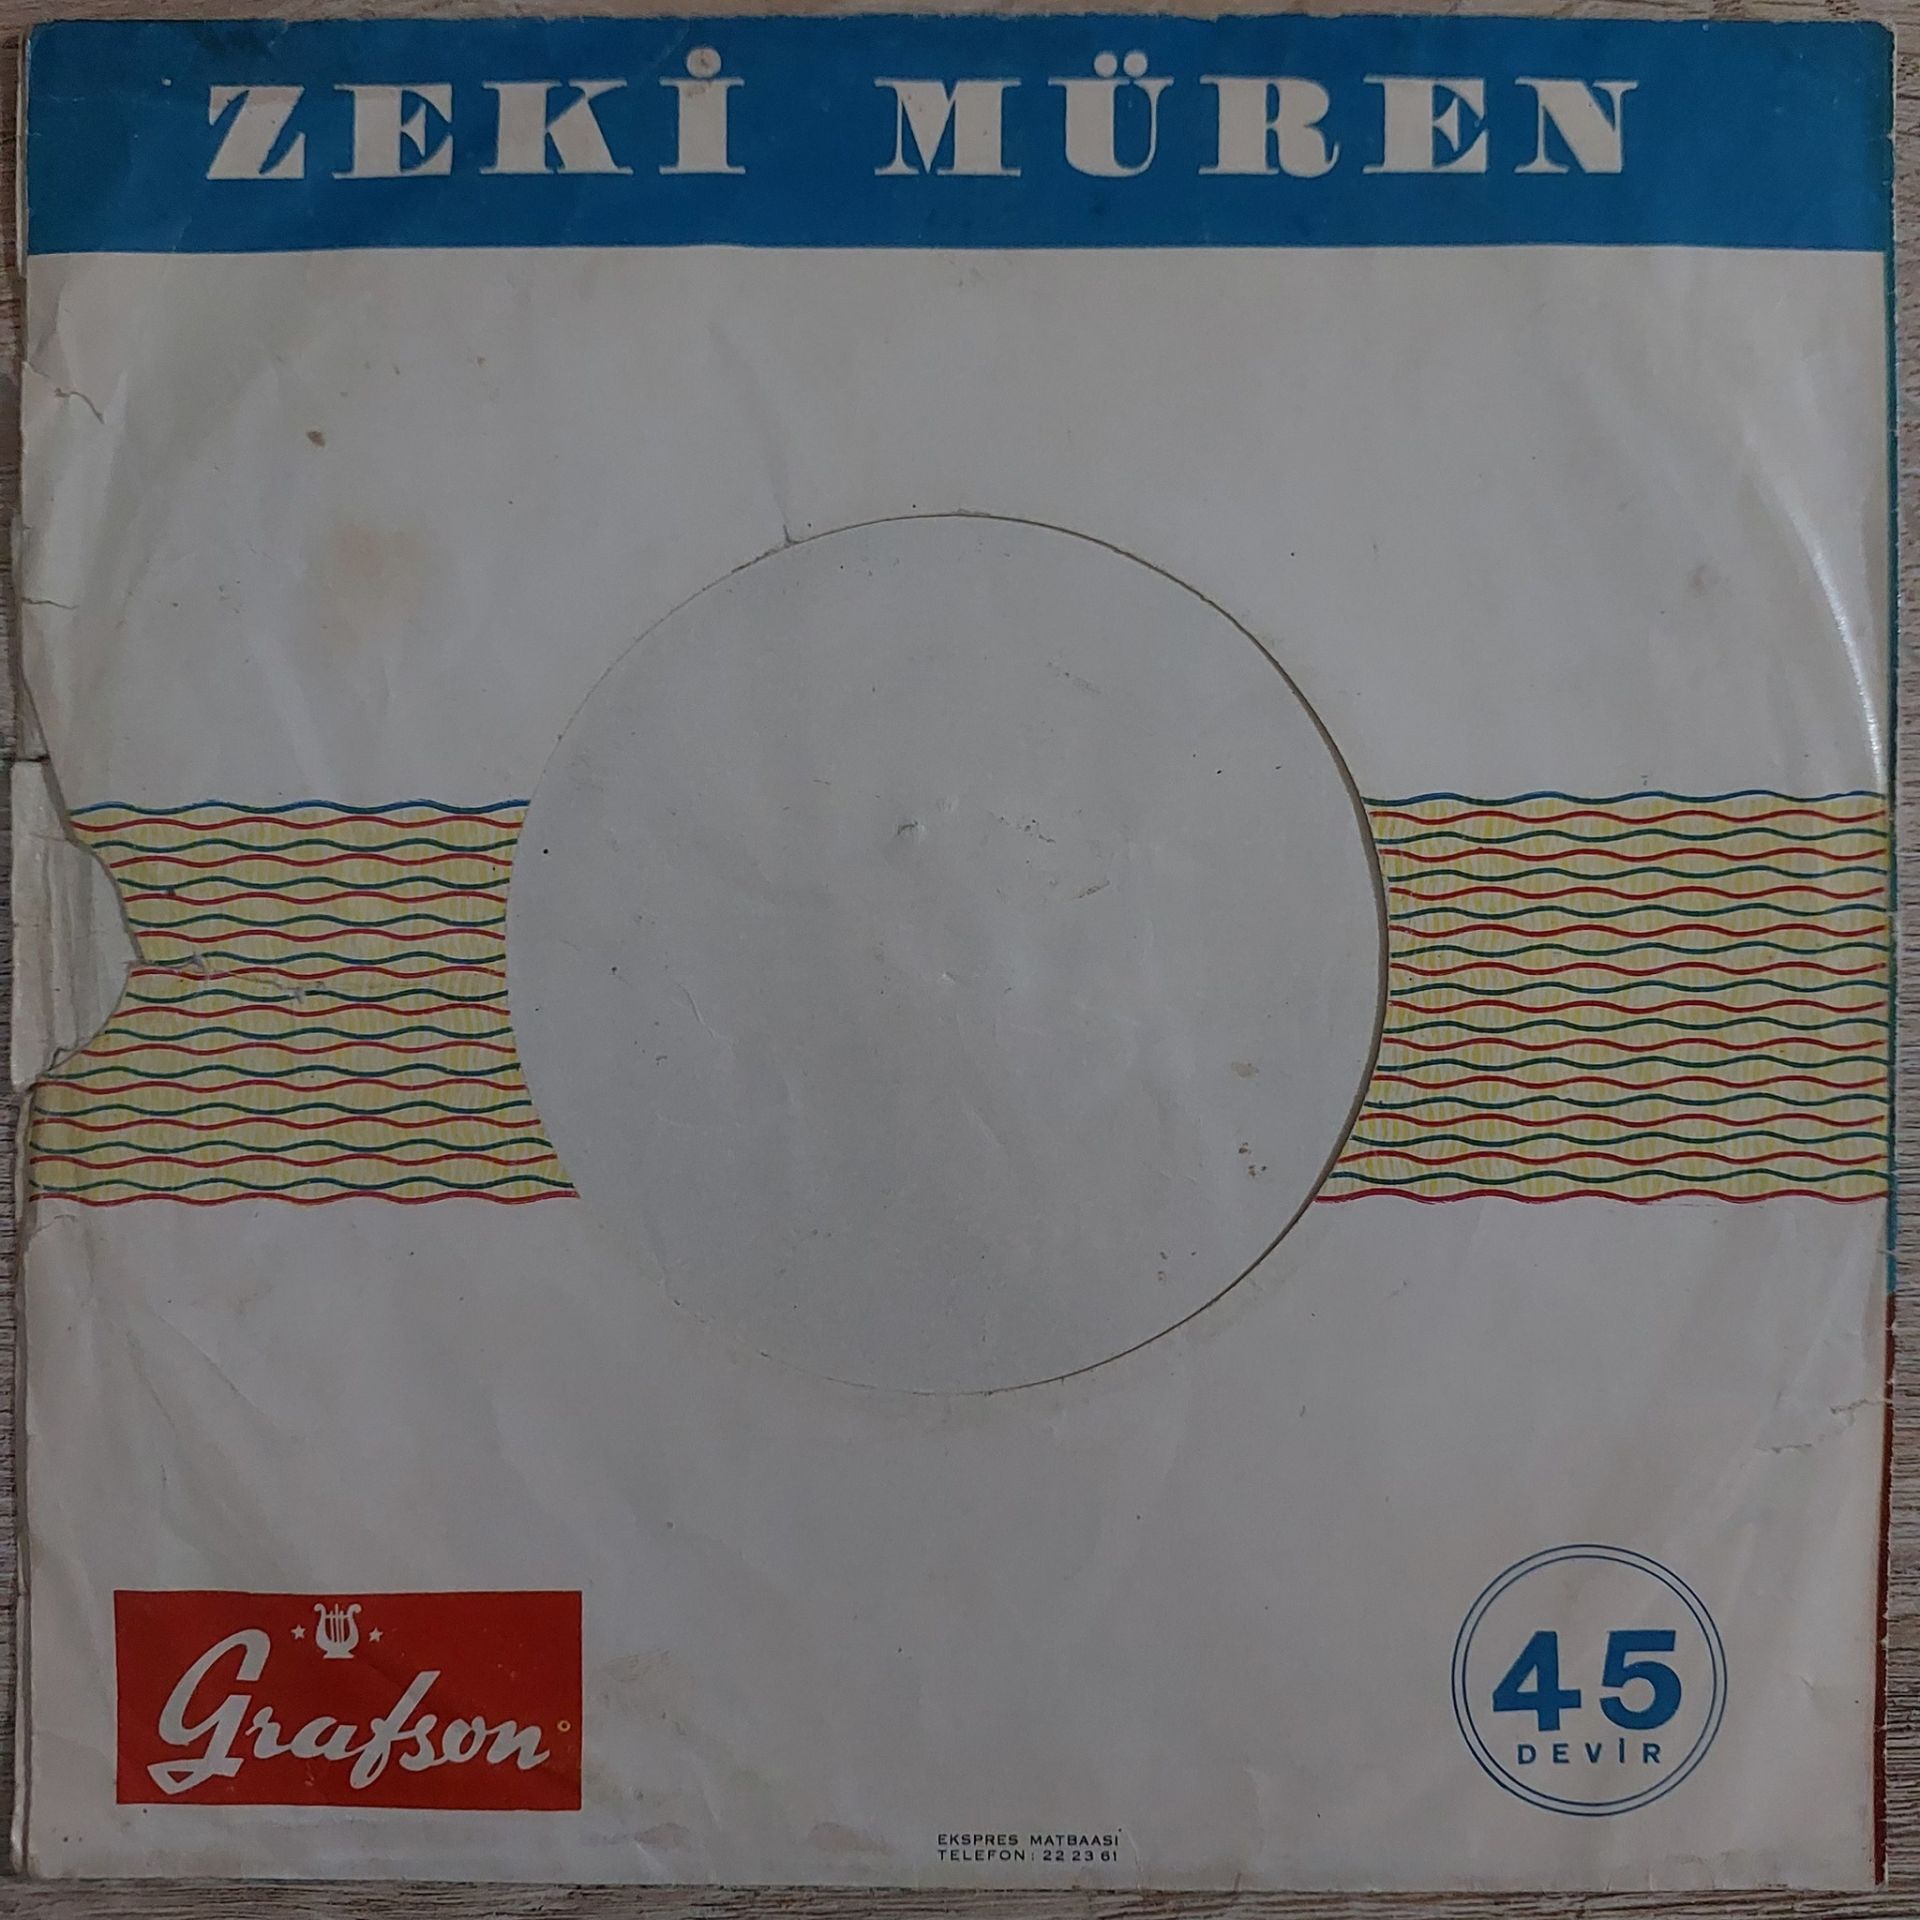 ZEKİ MÜREN
Grafson
45
DEVİR
EKSPRES MATBAASI
TELEFON: 22 23 61